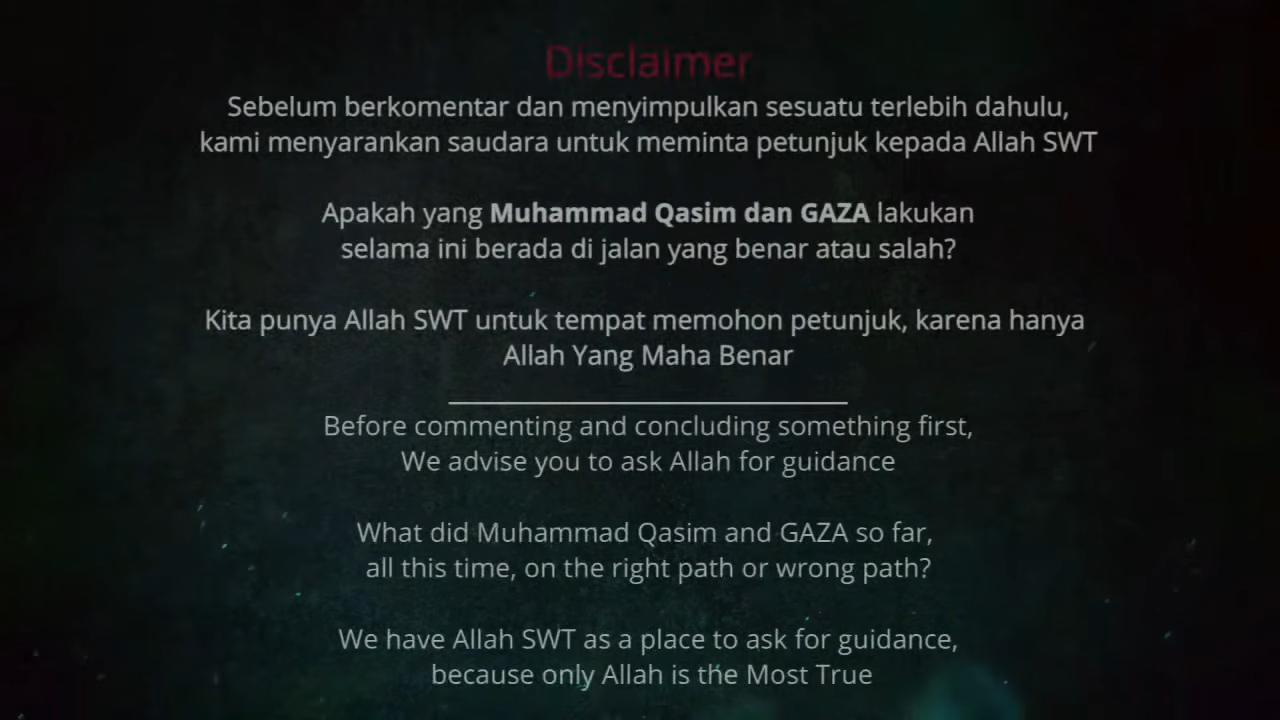 Disclaimer
Sebelum berkomentar dan menyimpulkan sesuatu terlebih dahulu,
kami menyarankan saudara untuk meminta petunjuk kepada Allah SWT
Apakah yang Muhammad Qasim dan GAZA lakukan
selama ini berada di jalan yang benar atau salah?
Kita punya Allah SWT untuk tempat memohon petunjuk, karena hanya
Allah Yang Maha Benar
Before commenting and concluding something first,
We advise you to ask Allah for guidance
What did Muhammad Qasim and GAZA so far,
all this time, on the right path or wrong path?
We have Allah SWT as a place to ask for guidance,
because only Allah is the Most True